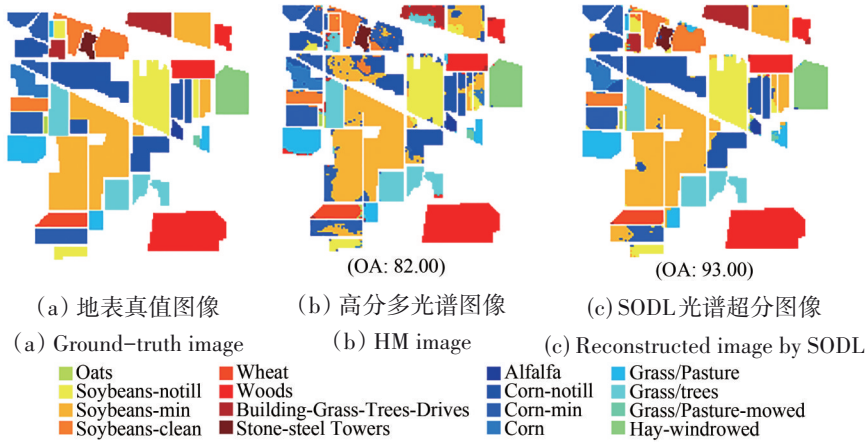 (OA: 82.00)
(OA: 93.00)
(a) 地表真值图像
(b) 高分多光谱图像
(c) SODL光谱超分图像
(a) Ground-truth image
(b) HM image
(c) Reconstructed image by SODL
Oats
Wheat
Alfalfa
Grass/Pasture
Soybeans-notill
Woods
Corn-notill
Grass/trees
Soybeans-min
Building-Grass-Trees-Drives
Corn-min
Grass/Pasture-mowed
Soybeans-clean
Stone-steel Towers
Corn
Hay-windrowed